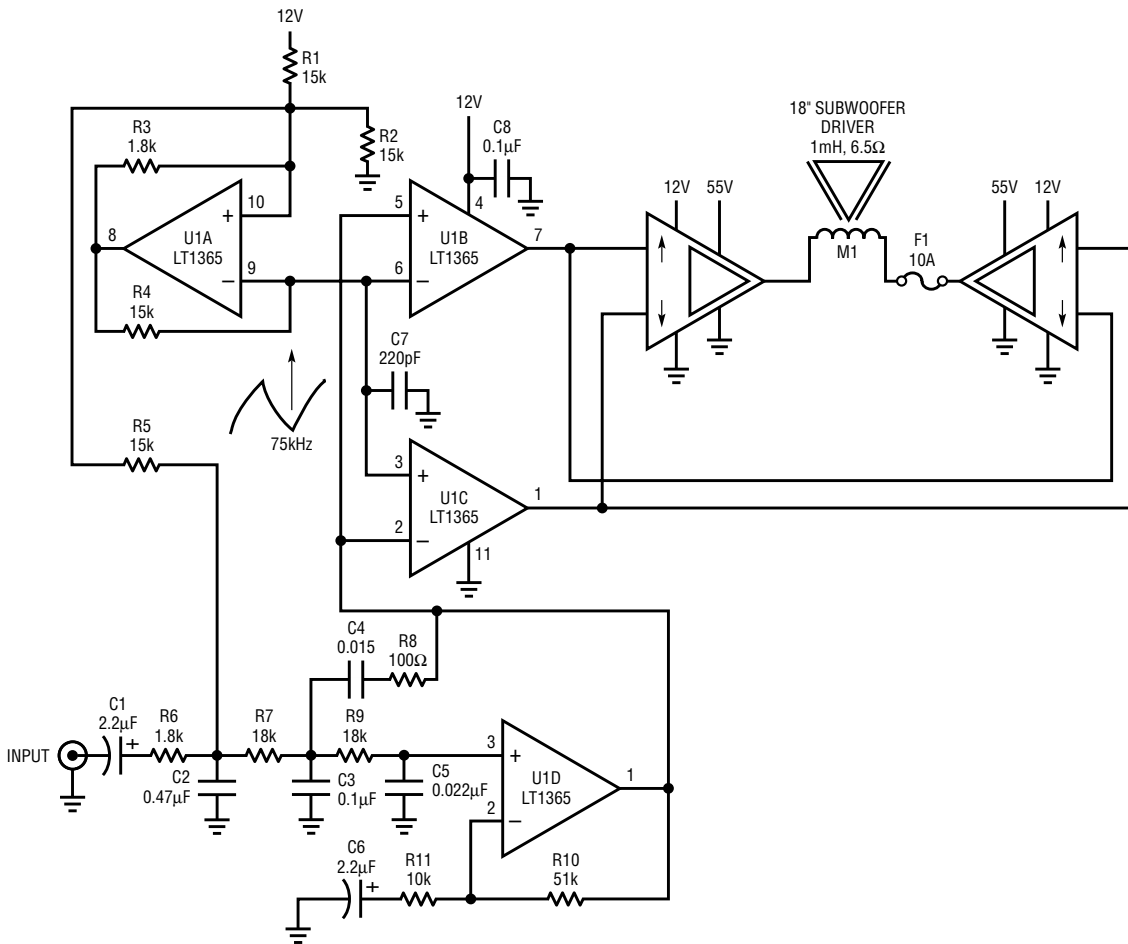 12V
R1
15k
R3
1.8k
R2
15k
10
8
U1A
LT1365
9
R4
15k
12V
C8
0.1µF
4
5
U1B
LT1365
7
6
C7
220pF
75kHz
18" SUBWOOFER
DRIVER
1mH, 6.5Ω
12V
55V
M1
F1
10A
55V
12V
R5
15k
3
U1C
LT1365
1
2
11
C4
0.015
R8
100Ω
INPUT
C1
2.2µF
R6
1.8k
C2
0.47µF
R7
18k
R9
18k
C3
0.1µF
C5
0.022µF
3
U1D
LT1365
1
2
C6
2.2µF
R11
10k
R10
51k